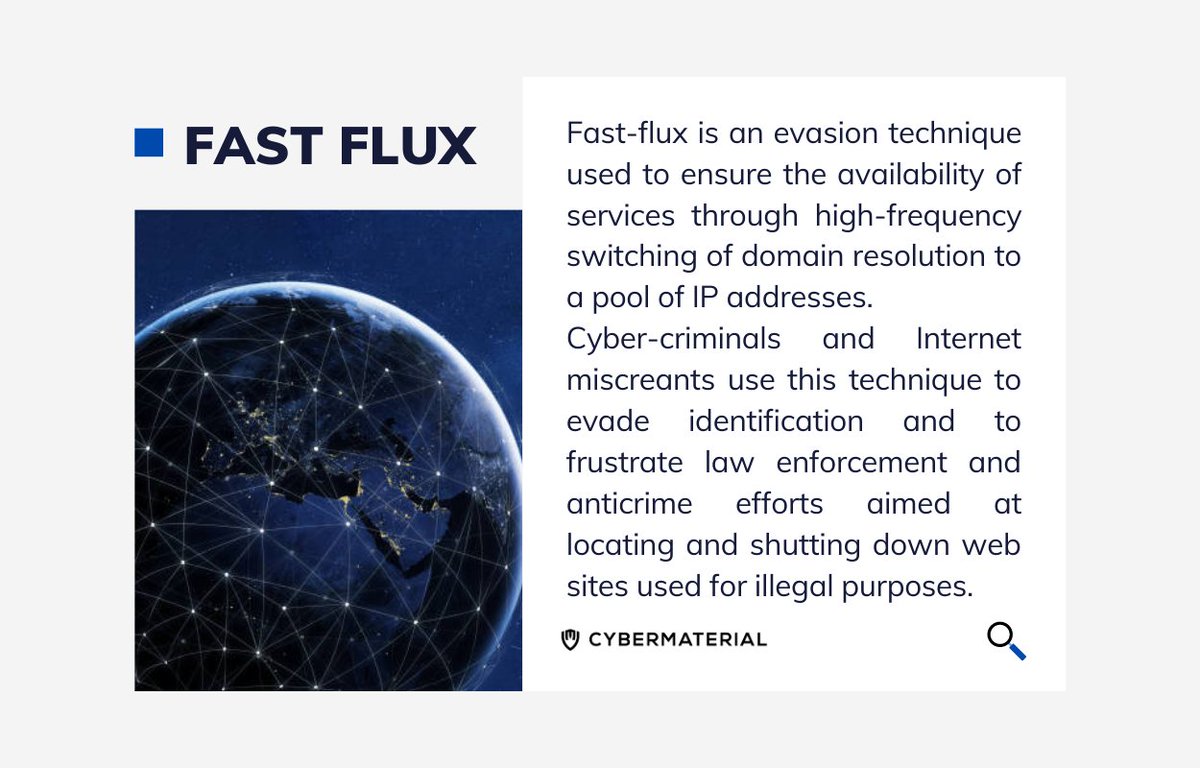 FAST FLUX
Fast-flux is an evasion technique
used to ensure the availability of
services through high-frequency
switching of domain resolution to
a pool of IP addresses.
Cyber-criminals and Internet
miscreants use this technique to
evade identification and to
frustrate law enforcement and
anticrime efforts aimed at
locating and shutting down web
sites used for illegal purposes.
CYBERMATERIAL